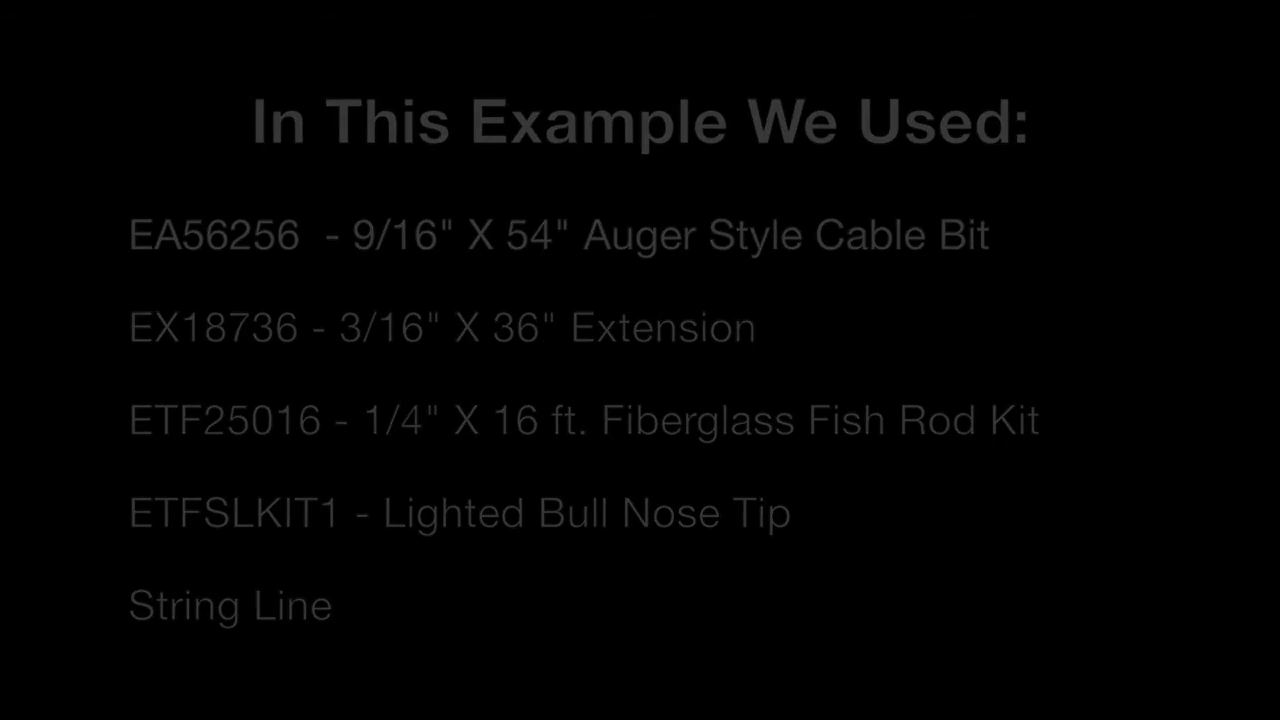 In This Example We Used:
EA56256 - 9/16" X 54" Auger Style Cable Bit
EX18736 - 3/16" X 36" Extension
ETF25016 - 1/4" X 16 ft. Fiberglass Fish Rod Kit
ETFSLKIT1 - Lighted Bull Nose Tip
String Line